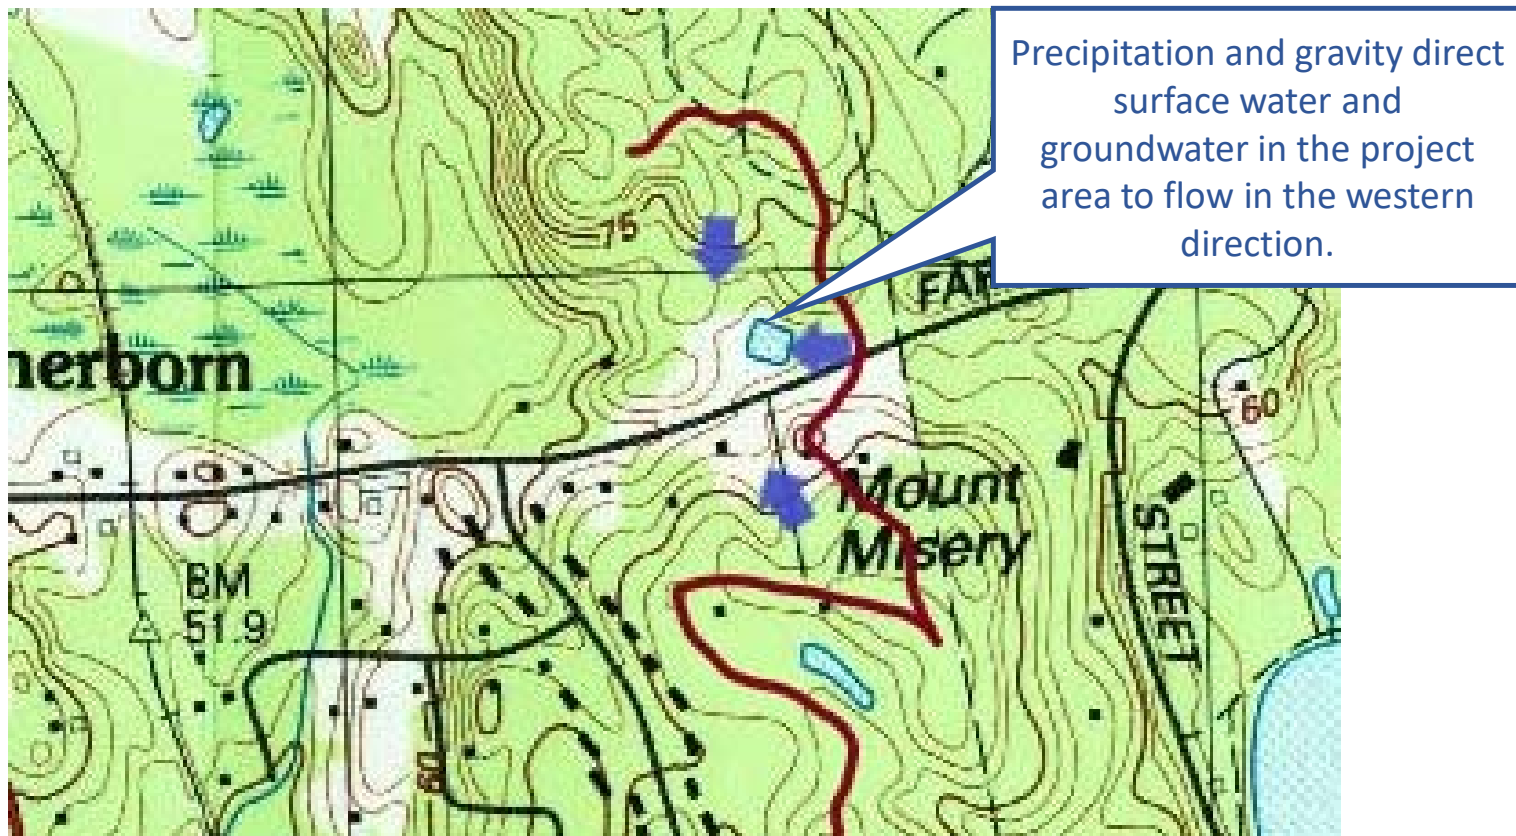 Precipitation and gravity direct
surface water and
groundwater in the project
area to flow in the western
direction.
75
FAR
herborn
60
Mount
Misery
STREET
BM
51.9
60